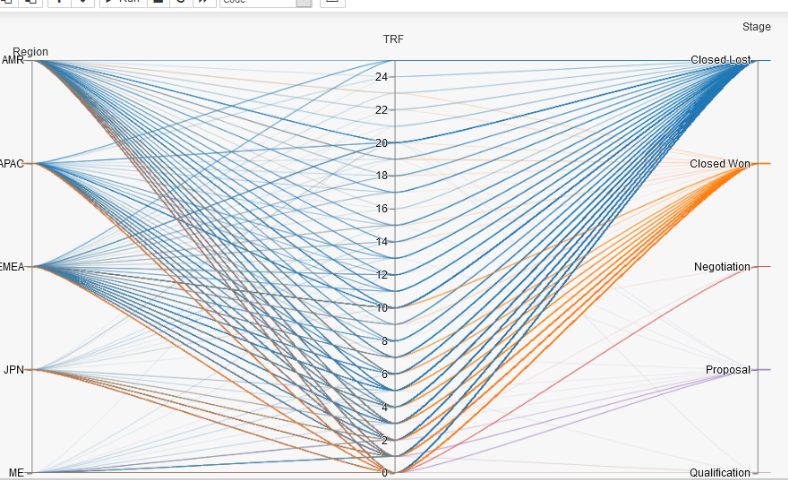 Run
Code
Stage
TRF
Region
AMR
Closed Lost
24
22
20
APAC
Closed Won
18
16
14
EMEA
Negotiation
12
10
8
JPN
Proposal
6
4
2
ME
0
Qualification